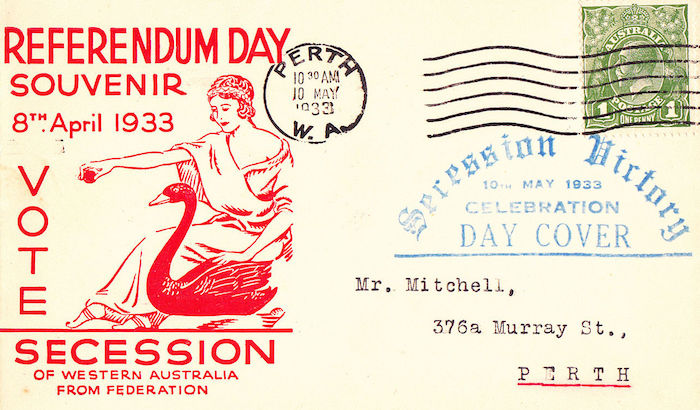 REFERENDUM DAY
SOUVENIR
8TH. April 1933
VOTE
SECESSION
OF WESTERN AUSTRALIA
FROM FEDERATION
PERTH
10 30 AM
10 MAY
1933
W.A.
AUSTRALIA
POSTAGE
1 1
ONE PENNY
Secession Victory
10TH MAY 1933
CELEBRATION
DAY COVER
Mr. Mitchell,
376a Murray St.,
PERTH